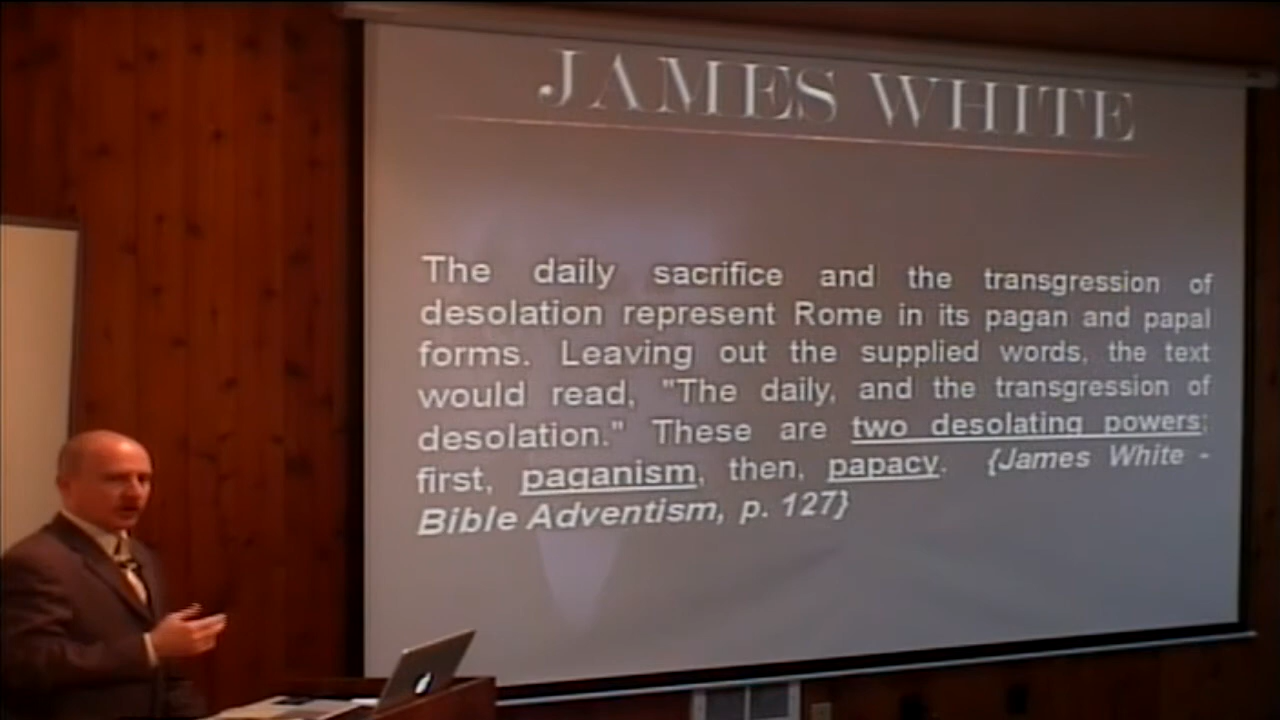 JAMES WHITE
The daily sacrifice and the transgression of
desolation represent Rome in its pagan and papal
forms. Leaving out the supplied words, the text
would read, "The daily, and the transgression of
desolation." These are two desolating powers;
first, paganism, then, papacy. {James White -
Bible Adventism, p. 127}